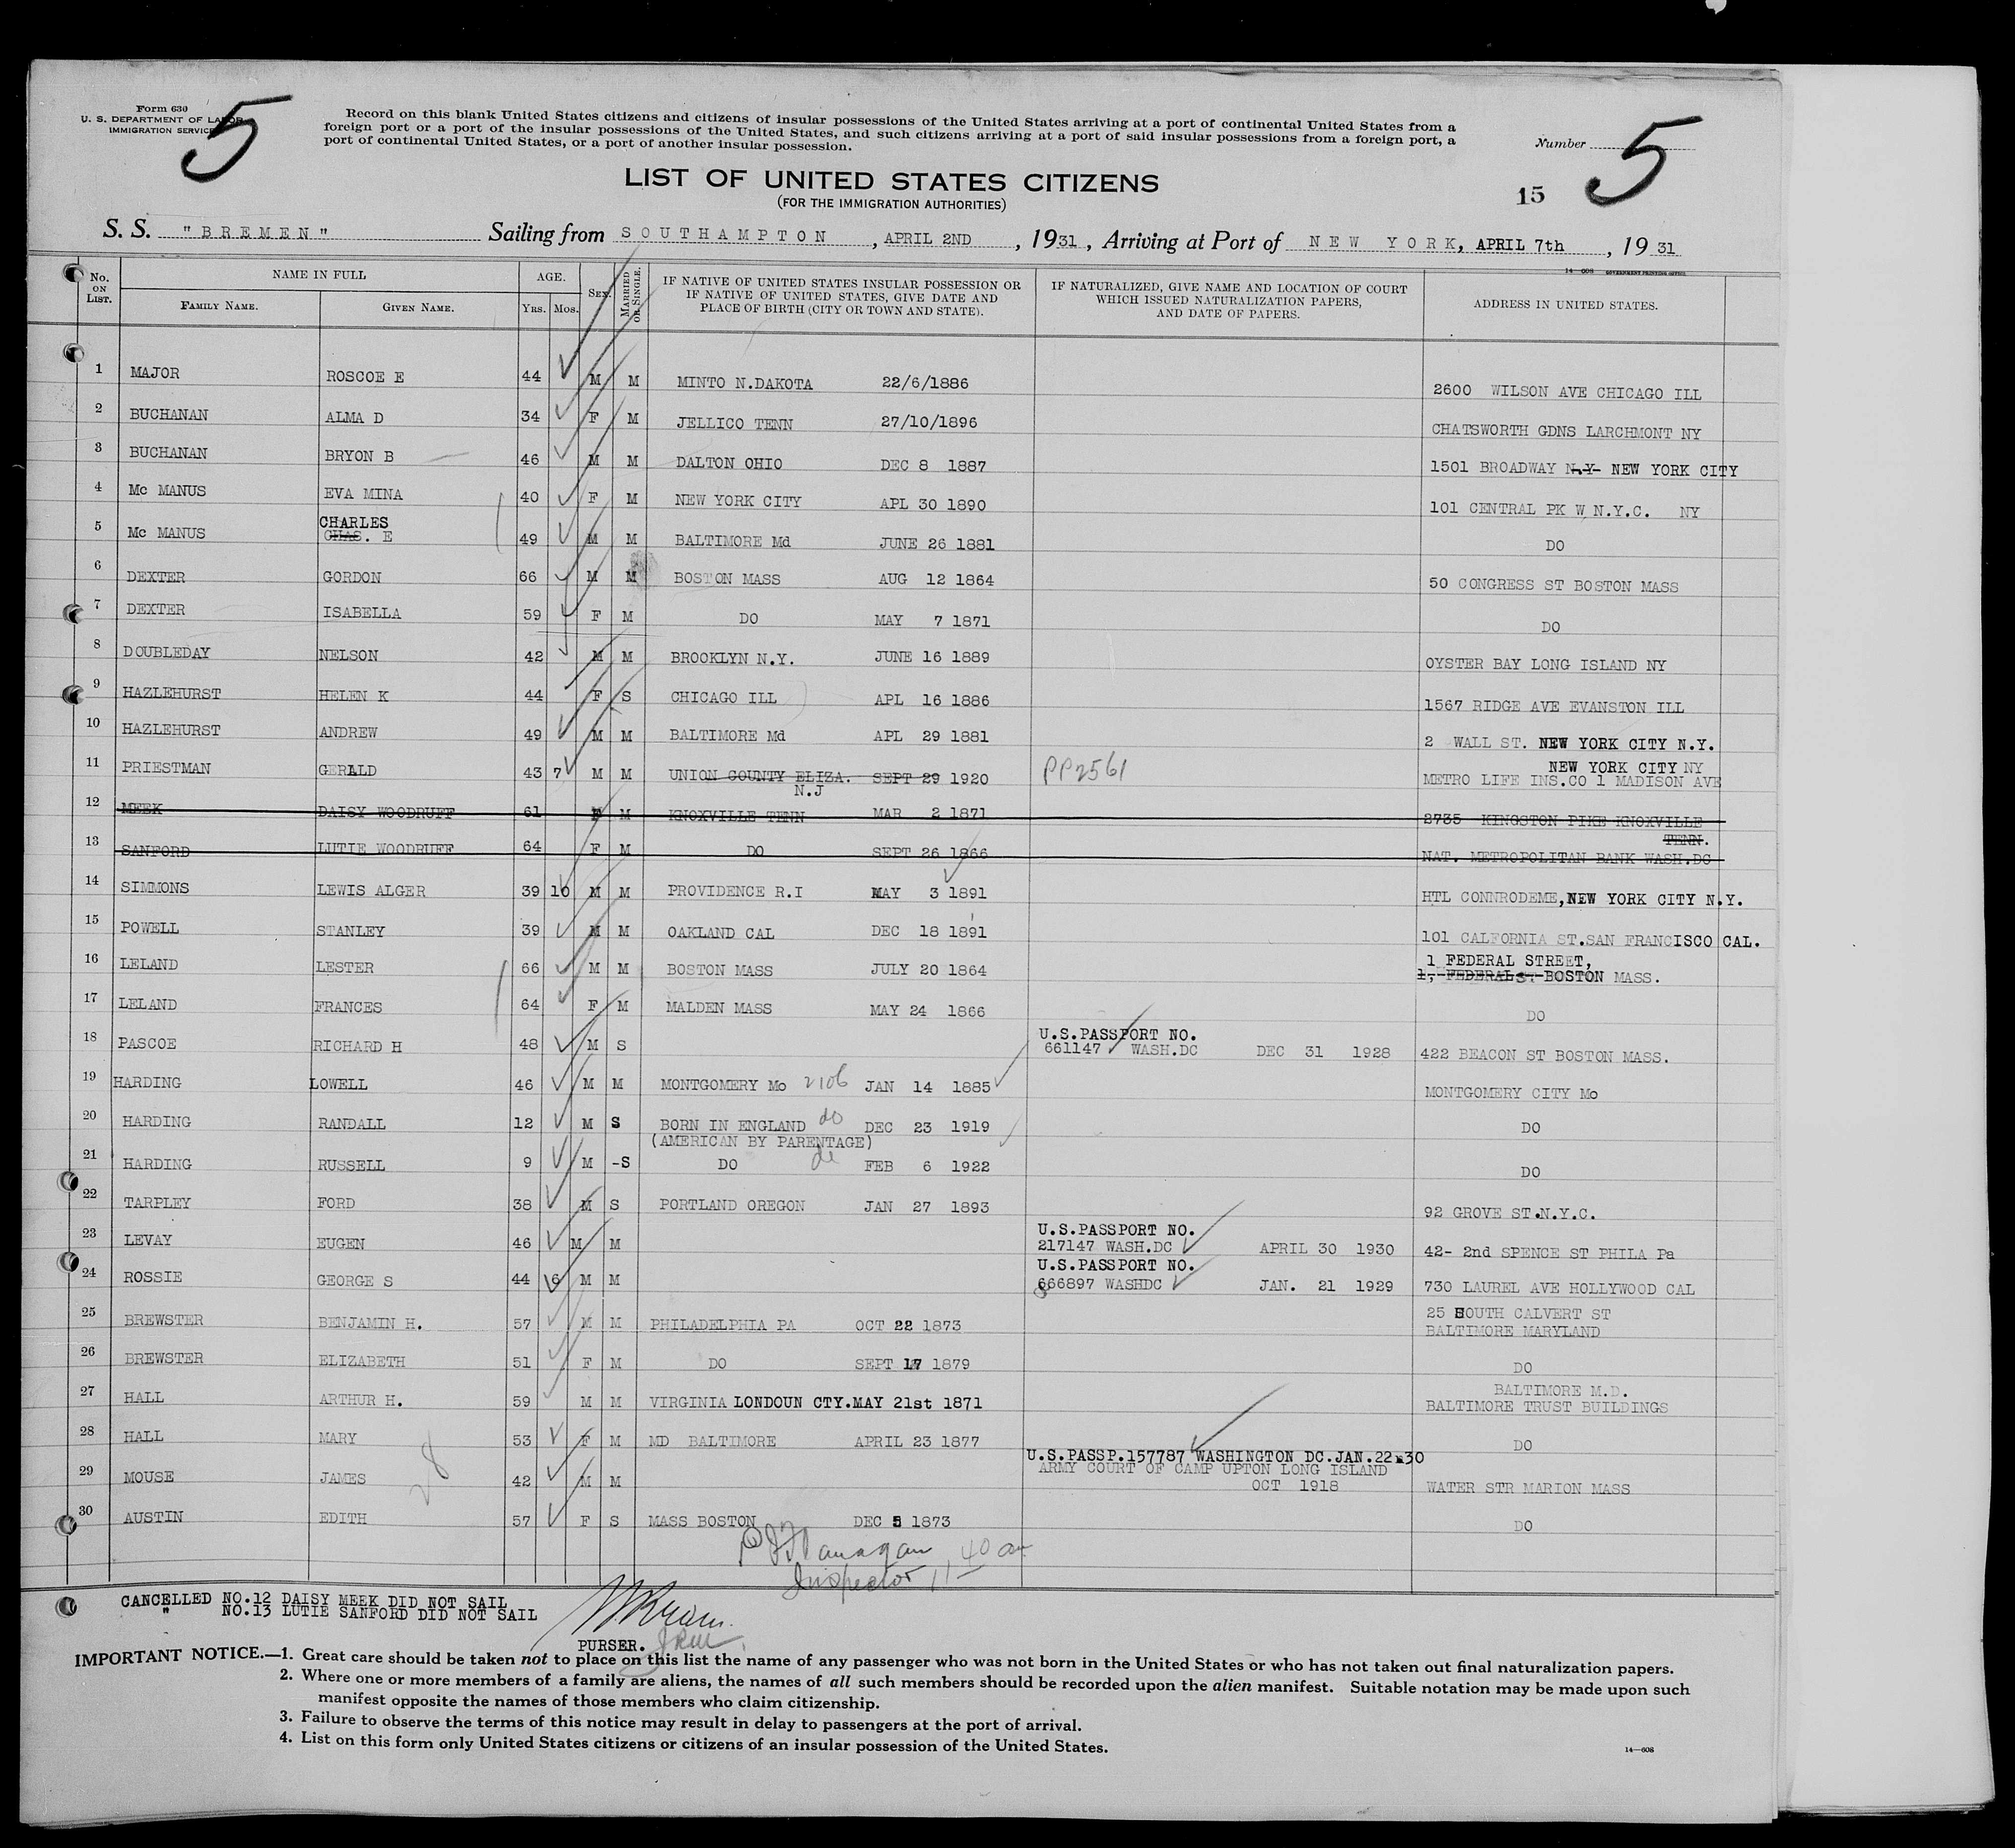 Form 630
U. S. DEPARTMENT OF LABOR
IMMIGRATION SERVICE
5
Record on this blank United States citizens and citizens of insular possessions of the United States arriving at a port of continental United States from a
foreign port or a port of the insular possessions of the United States, and such citizens arriving at a port of said insular possessions from a foreign port, a
port of continental United States, or a port of another insular possession.
Number 5
LIST OF UNITED STATES CITIZENS
(FOR THE IMMIGRATION AUTHORITIES)
15
S. S. "BREMEN" Sailing from SOUTHAMPTON, APRIL 2ND, 1931, Arriving at Port of NEW YORK, APRIL 7th, 1931
14-608 GOVERNMENT PRINTING OFFICE
No. ON LIST. NAME IN FULL FAMILY NAME. GIVEN NAME. AGE. Yrs. Mos. SEX. MARRIED OR SINGLE. IF NATIVE OF UNITED STATES INSULAR POSSESSION OR IF NATIVE OF UNITED STATES, GIVE DATE AND PLACE OF BIRTH (CITY OR TOWN AND STATE). IF NATURALIZED, GIVE NAME AND LOCATION OF COURT WHICH ISSUED NATURALIZATION PAPERS, AND DATE OF PAPERS. ADDRESS IN UNITED STATES.
1 MAJOR ROSCOE E 44 M M MINTO N.DAKOTA 22/6/1886 2600 WILSON AVE CHICAGO ILL
2 BUCHANAN ALMA D 34 F M JELLICO TENN 27/10/1896 CHATSWORTH GDNS LARCHMONT NY
3 BUCHANAN BRYON B 46 M M DALTON OHIO DEC 8 1887 1501 BROADWAY N.Y- NEW YORK CITY
4 Mc MANUS EVA MINA 40 F M NEW YORK CITY APL 30 1890 101 CENTRAL PK W N.Y.C. NY
CHARLES
5 Mc MANUS CHAS. E 49 M M BALTIMORE Md JUNE 26 1881 DO
6 DEXTER GORDON 66 M M BOSTON MASS AUG 12 1864 50 CONGRESS ST BOSTON MASS
7 DEXTER ISABELLA 59 F M DO MAY 7 1871 DO
8 DOUBLEDAY NELSON 42 M M BROOKLYN N.Y. JUNE 16 1889 OYSTER BAY LONG ISLAND NY
9 HAZLEHURST HELEN K 44 F S CHICAGO ILL APL 16 1886 1567 RIDGE AVE EVANSTON ILL
10 HAZLEHURST ANDREW 49 M M BALTIMORE Md APL 29 1881 2 WALL ST. NEW YORK CITY N.Y.
NEW YORK CITY NY
11 PRIESTMAN GERALD 43 7 M M UNION COUNTY ELIZA. SEPT 29 1920 PP2561 METRO LIFE INS.CO 1 MADISON AVE
N.J
12 MEEK DAISY WOODRUFF 61 F M KNOXVILLE TENN MAR 2 1871 2735 KINGSTON PIKE KNOXVILLE
TENN.
13 SANFORD LUTIE WOODRUFF 64 F M DO SEPT 26 1866 NAT. METROPOLITAN BANK WASH.DC
14 SIMMONS LEWIS ALGER 39 10 M M PROVIDENCE R.I MAY 3 1891 HTL CONNRODEME, NEW YORK CITY N.Y.
15 POWELL STANLEY 39 M M OAKLAND CAL DEC 18 1891 101 CALFORNIA ST.SAN FRANCISCO CAL.
1 FEDERAL STREET,
16 LELAND LESTER 66 M M BOSTON MASS JULY 20 1864 1, FEDERAL S. BOSTON MASS.
17 LELAND FRANCES 64 F M MALDEN MASS MAY 24 1866 DO
U.S.PASSPORT NO.
18 PASCOE RICHARD H 48 M S 661147 WASH.DC DEC 31 1928 422 BEACON ST BOSTON MASS.
19 HARDING LOWELL 46 M M MONTGOMERY Mo 2106 JAN 14 1885 MONTGOMERY CITY Mo
20 HARDING RANDALL 12 M S BORN IN ENGLAND do DEC 23 1919 DO
(AMERICAN BY PARENTAGE)
21 HARDING RUSSELL 9 M -S DO do FEB 6 1922 DO
22 TARPLEY FORD 38 M S PORTLAND OREGON JAN 27 1893 92 GROVE ST.N.Y.C.
U.S.PASSPORT NO.
23 LEVAY EUGEN 46 M M 217147 WASH.DC APRIL 30 1930 42- 2nd SPENCE ST PHILA Pa
U.S.PASSPORT NO.
24 ROSSIE GEORGE S 44 6 M M 666897 WASHDC JAN. 21 1929 730 LAUREL AVE HOLLYWOOD CAL
25 BREWSTER BENJAMIN H. 57 M M PHILADELPHIA PA OCT 22 1873 25 SOUTH CALVERT ST
BALTIMORE MARYLAND
26 BREWSTER ELIZABETH 51 F M DO SEPT 17 1879 DO
BALTIMORE M.D.
27 HALL ARTHUR H. 59 M M VIRGINIA LONDOUN CTY.MAY 21st 1871 BALTIMORE TRUST BUILDINGS
28 HALL MARY 53 F M MD BALTIMORE APRIL 23 1877 DO
U.S.PASSP.157787 WASHINGTON DC.JAN.22.30
29 MOUSE JAMES 42 M M ARMY COURT OF CAMP UPTON LONG ISLAND
OCT 1918 WATER STR MARION MASS
30 AUSTIN EDITH 57 F S MASS BOSTON DEC 5 1873 DO
Inspector
CANCELLED NO.12 DAISY MEEK DID NOT SAIL
" NO.13 LUTIE SANFORD DID NOT SAIL
PURSER.
IMPORTANT NOTICE.—1. Great care should be taken not to place on this list the name of any passenger who was not born in the United States or who has not taken out final naturalization papers.
2. Where one or more members of a family are aliens, the names of all such members should be recorded upon the alien manifest. Suitable notation may be made upon such
manifest opposite the names of those members who claim citizenship.
3. Failure to observe the terms of this notice may result in delay to passengers at the port of arrival.
4. List on this form only United States citizens or citizens of an insular possession of the United States.
14—608